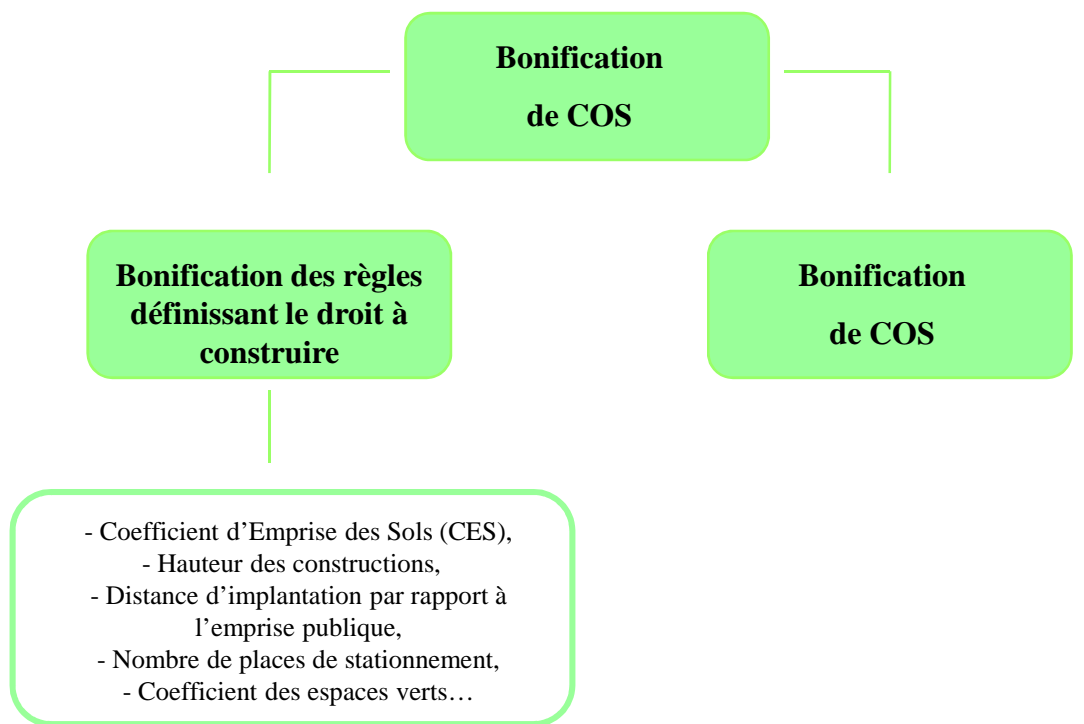 Bonification
de COS
Bonification des règles
définissant le droit à
construire
Bonification
de COS
- Coefficient d’Emprise des Sols (CES),
- Hauteur des constructions,
- Distance d’implantation par rapport à
l’emprise publique,
- Nombre de places de stationnement,
- Coefficient des espaces verts…